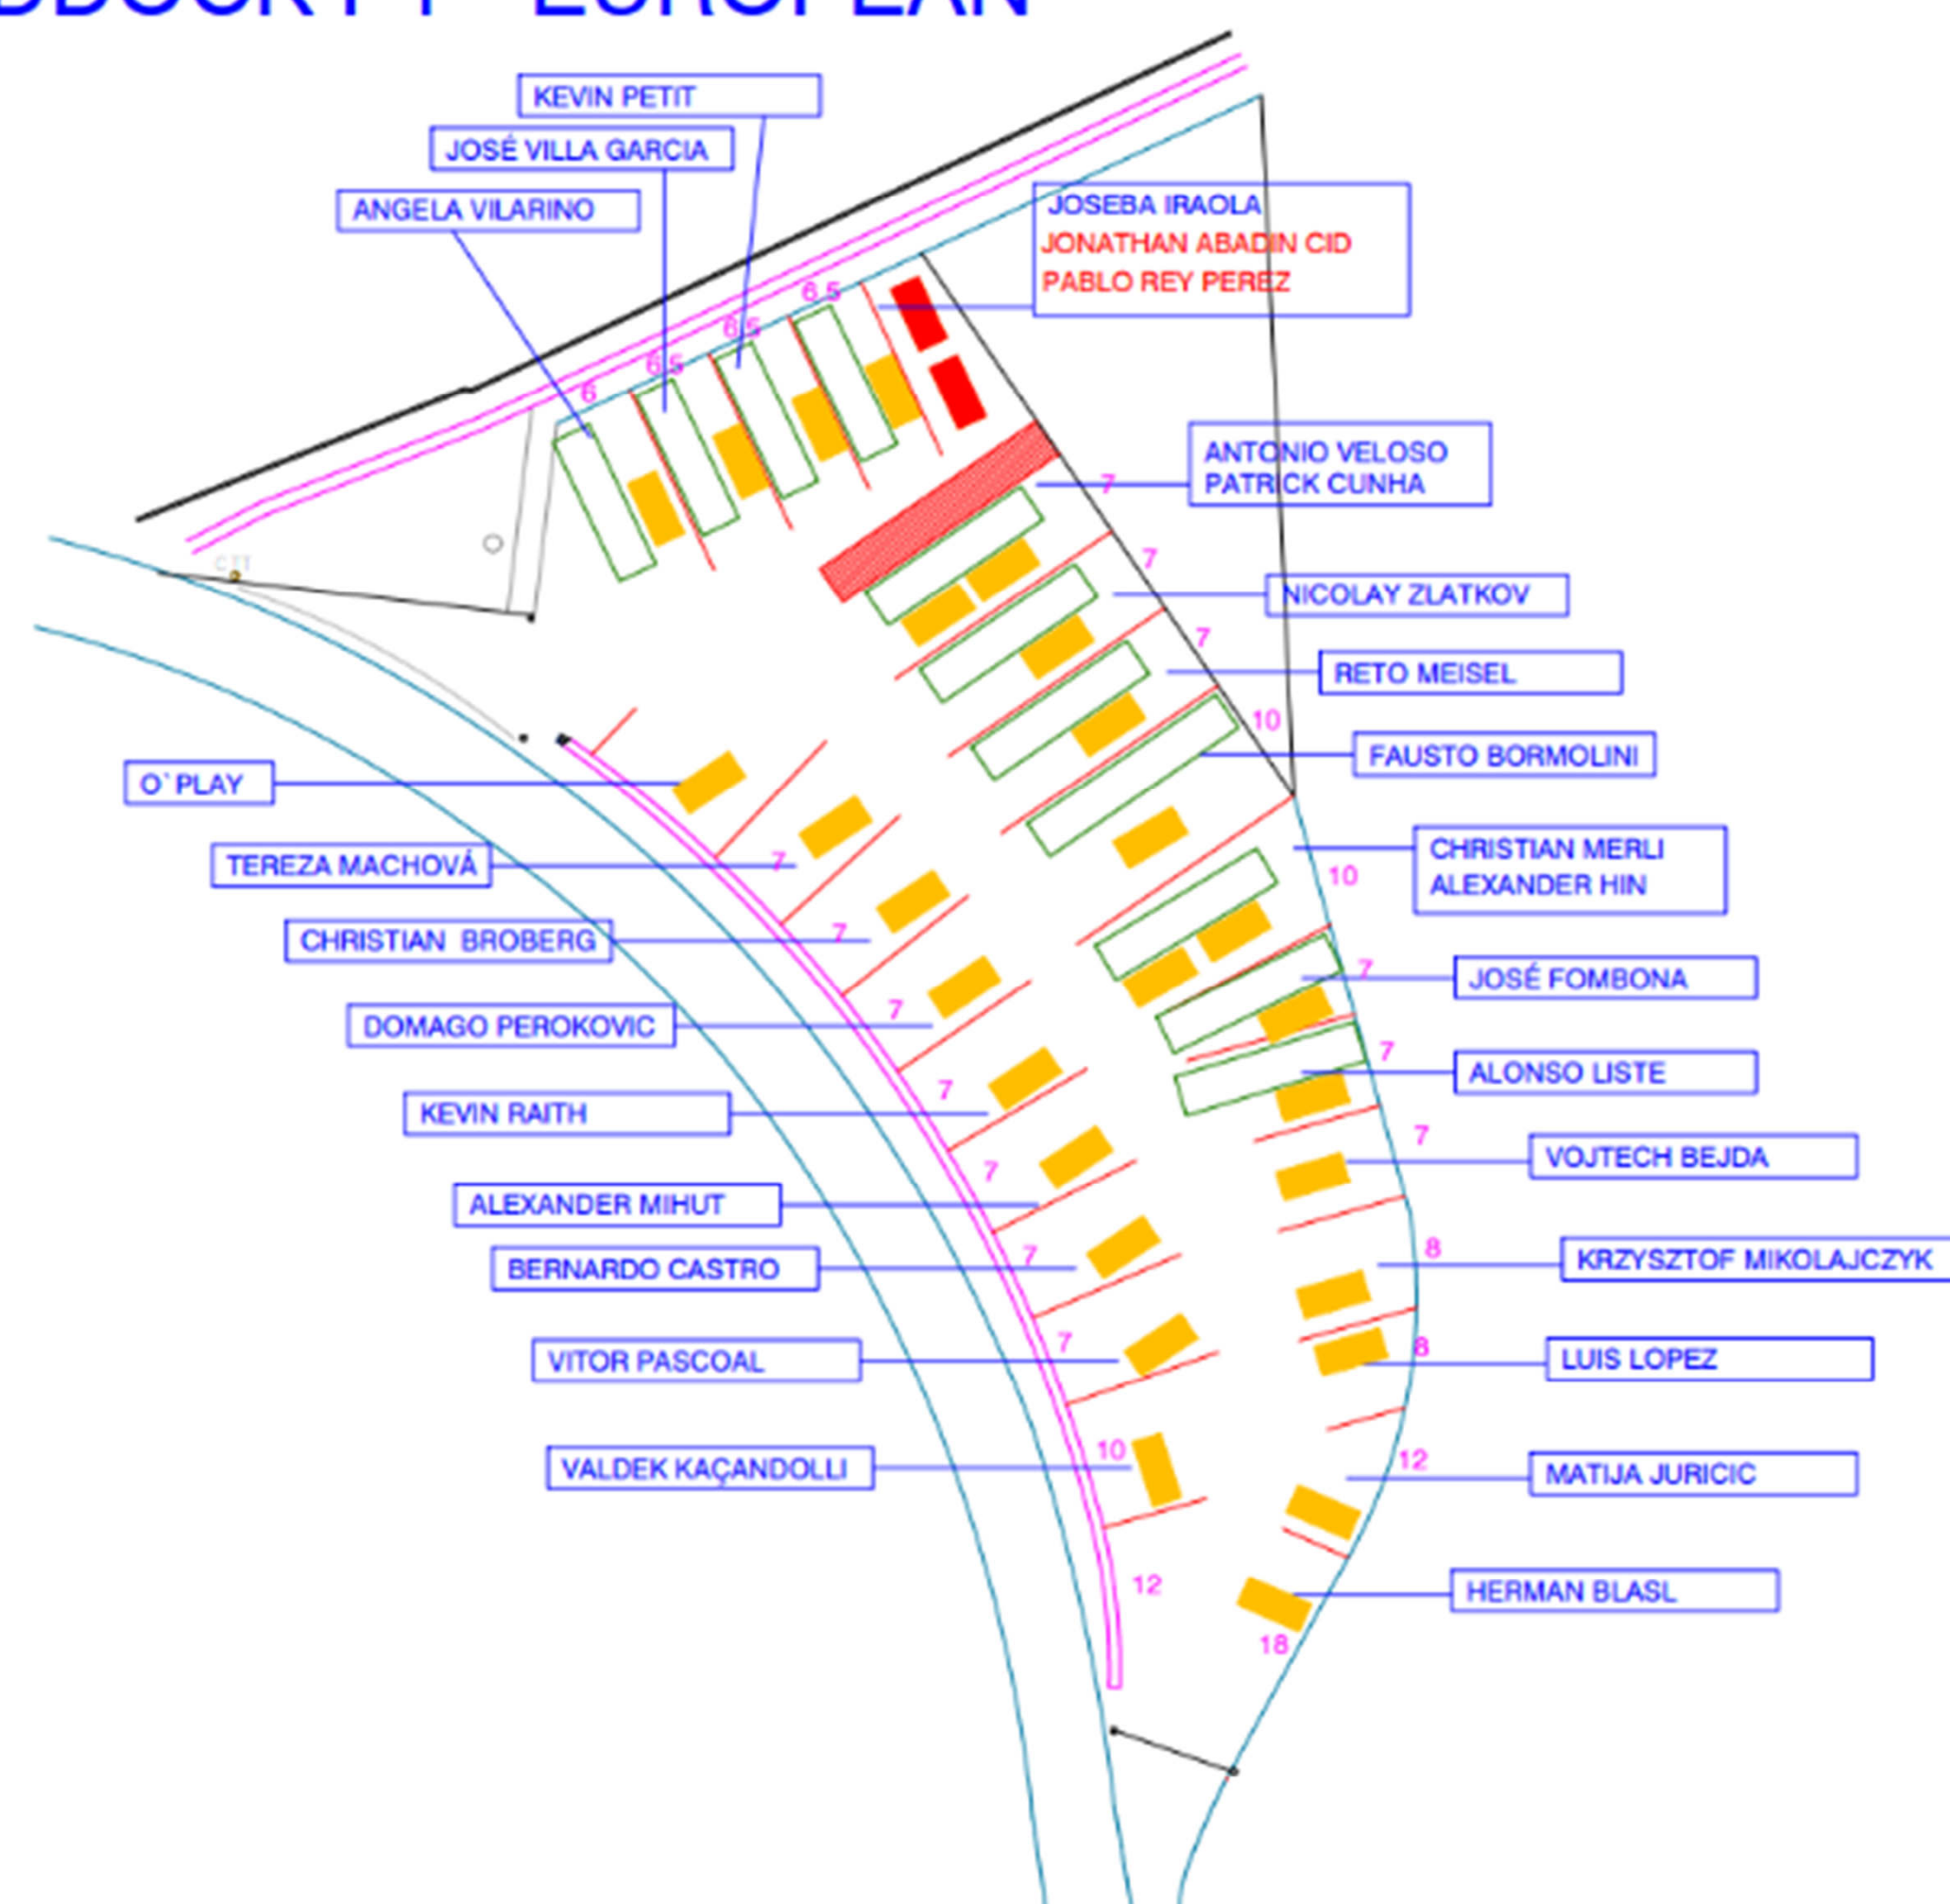 EUROPEAN
KEVIN PETIT
JOSÉ VILLA GARCIA
ANGELA VILARINO
JOSEBA IRAOLA
JONATHAN ABADIN CID
PABLO REY PEREZ
6,5
6,5
6,5
6
ANTONIO VELOSO
PATRICK CUNHA
7
CTT
7
NICOLAY ZLATKOV
7
RETO MEISEL
10
FAUSTO BORMOLINI
O`PLAY
CHRISTIAN MERLI
ALEXANDER HIN
10
TEREZA MACHOVÁ
7
CHRISTIAN BROBERG
7
JOSÉ FOMBONA
7
DOMAGO PEROKOVIC
7
ALONSO LISTE
7
KEVIN RAITH
7
VOJTECH BEJDA
7
ALEXANDER MIHUT
7
KRZYSZTOF MIKOLAJCZYK
8
BERNARDO CASTRO
7
VITOR PASCOAL
7
LUIS LOPEZ
8
VALDEK KAÇANDOLLI
10
MATIJA JURICIC
12
HERMAN BLASL
12
18